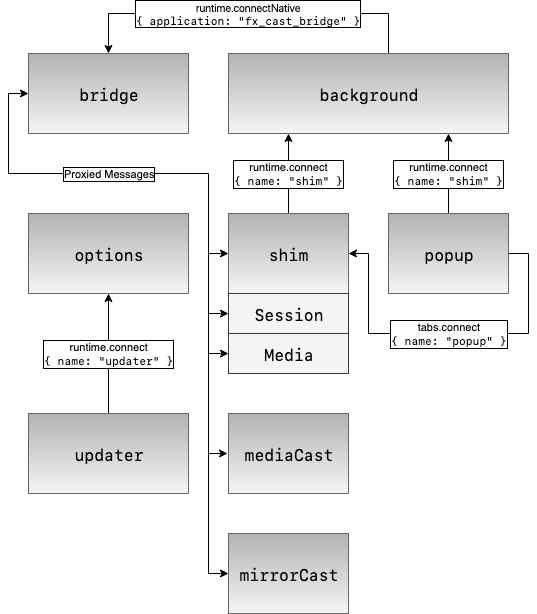 runtime.connectNative
{ application: "fx_cast_bridge" }
bridge
background
runtime.connect
{ name: "shim" }
runtime.connect
{ name: "shim" }
Proxied Messages
options
shim
popup
Session
tabs.connect
{ name: "popup" }
runtime.connect
{ name: "updater" }
Media
updater
mediaCast
mirrorCast